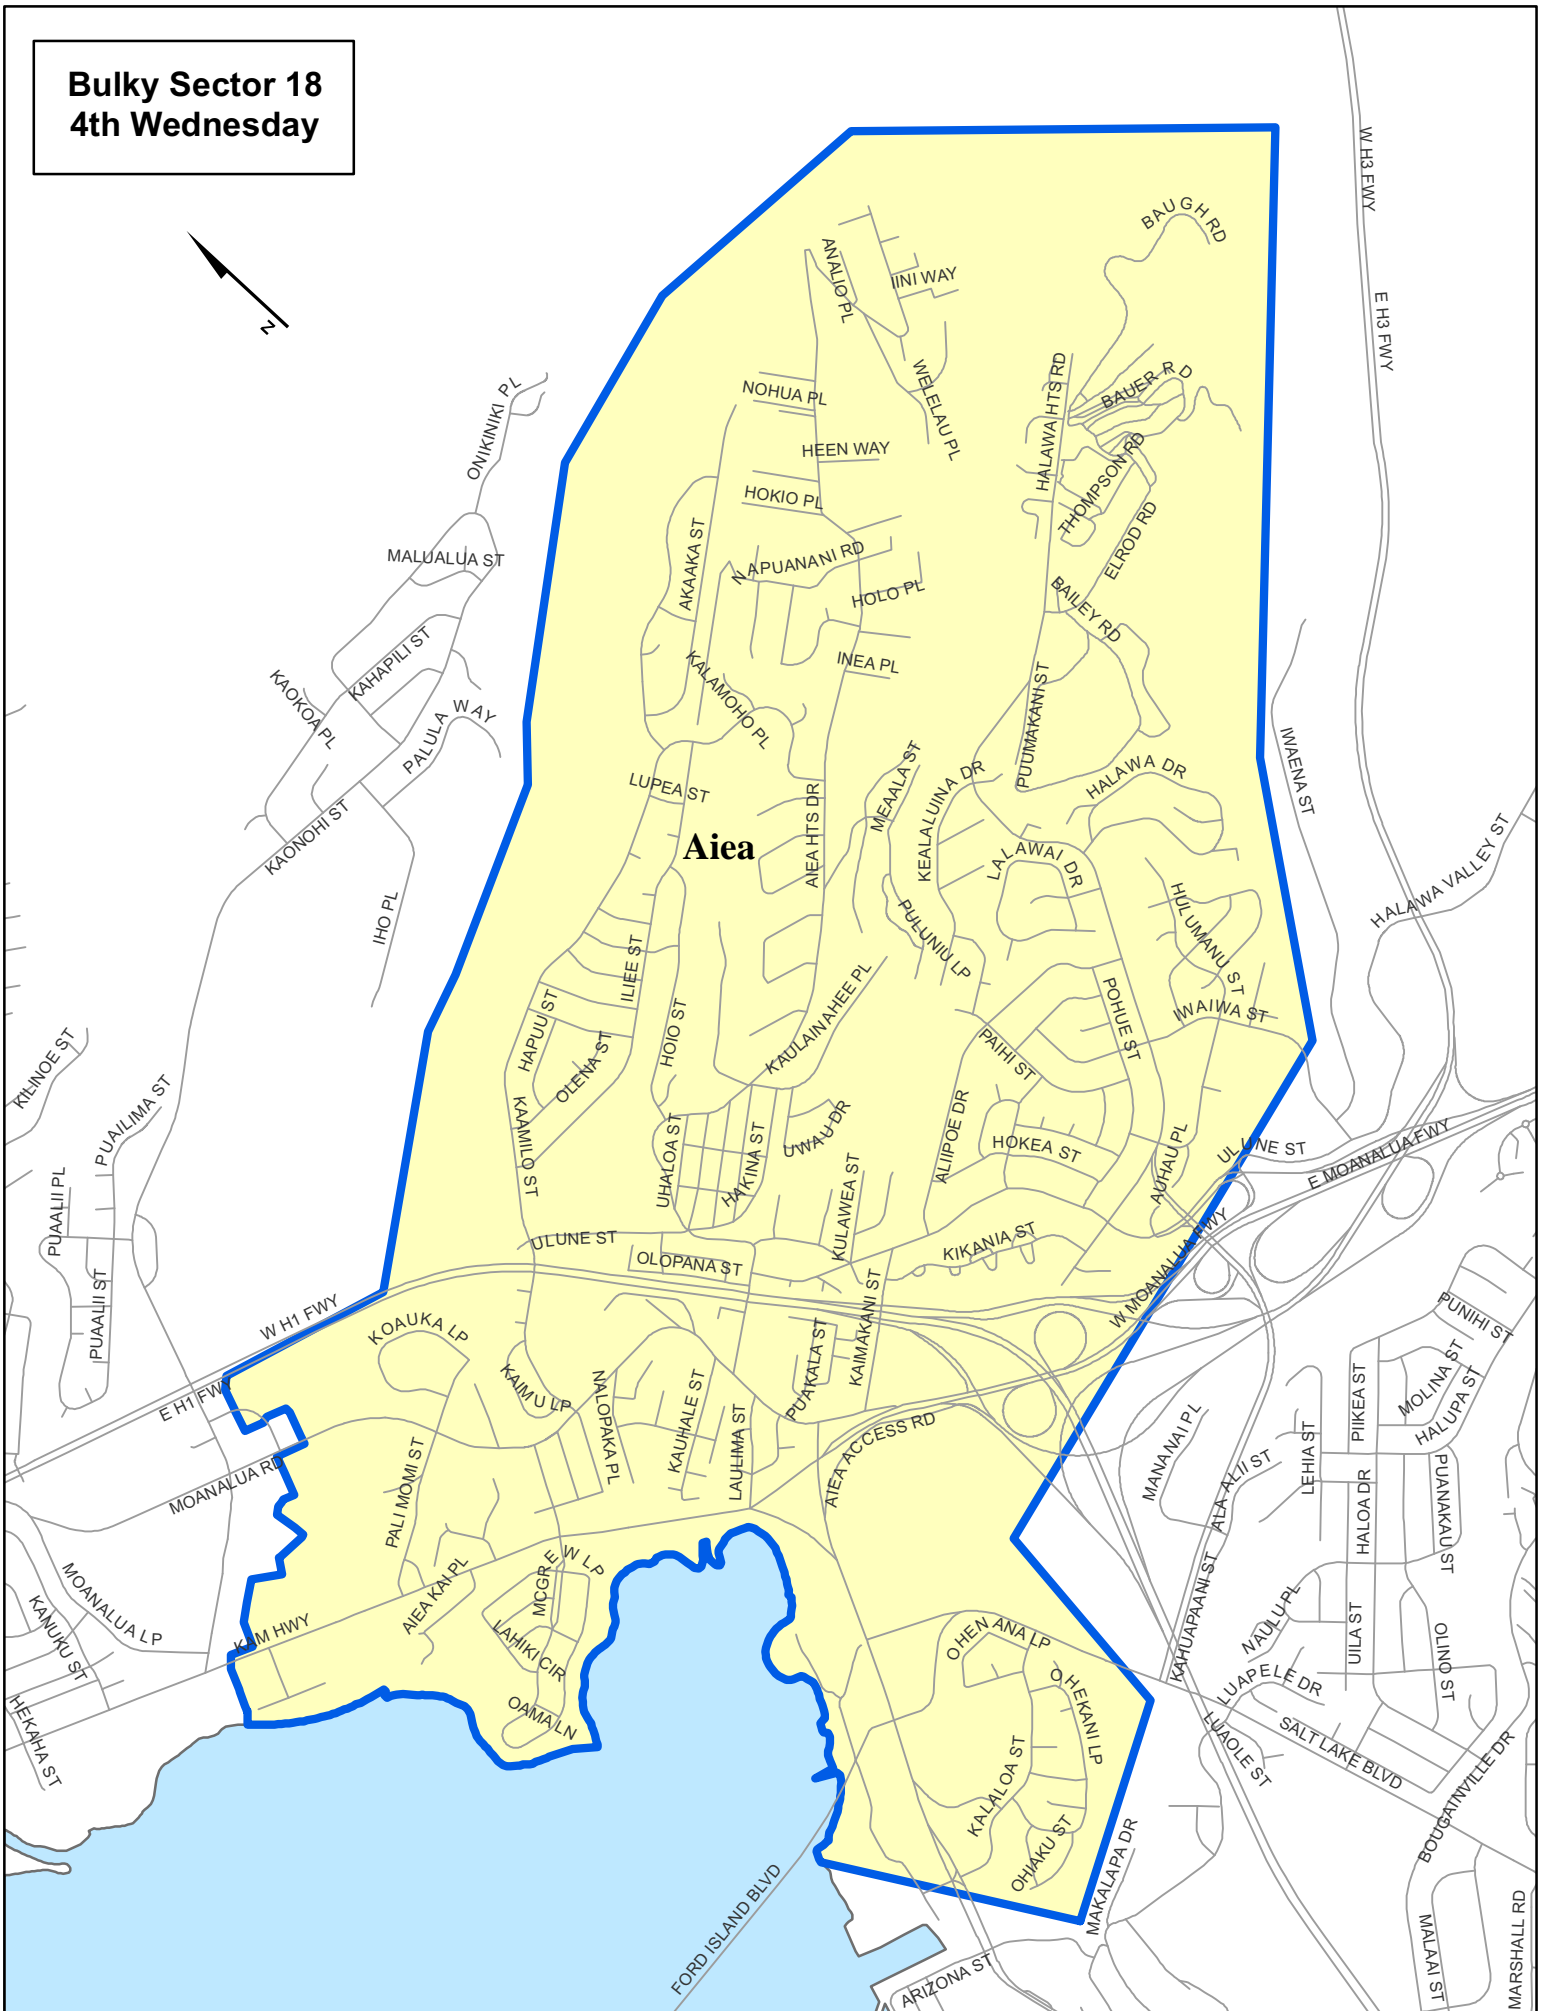 Bulky Sector 18
4th Wednesday
N
W H3 FWY
E H3 FWY
BAUGH RD
ANALIO PL
IINI WAY
WELELAU PL
NOHUA PL
HALAWA HTS RD
BAUER RD
ONIKINIKI PL
HEEN WAY
THOMPSON RD
HOKIO PL
ELROD RD
AKAAKA ST
MALUALUA ST
NAPUANANI RD
HOLO PL
BAILEY RD
KAHAPILI ST
KALAMOHO PL
INEA PL
PUUMAKANI ST
KAOKOA PL
PALULA WAY
IWAENA ST
LUPEA ST
MEAALA ST
KEALALUINA DR
HALAWA DR
KAONOHI ST
Aiea
AIEA HTS DR
LALAWAI DR
HALAWA VALLEY ST
IHO PL
PULUNIU LP
HULUMANU ST
ILIEE ST
HAPUU ST
HOIO ST
KAULAINAHEE PL
POHUE ST
IWAIWA ST
OLENA ST
PAIHI ST
KILINOE ST
PUAILIMA ST
KAAMILO ST
UHALOA ST
HAKINA ST
UWAU DR
ALIIPOE DR
HOKEA ST
AUHAU PL
ULUNE ST
E MOANALUA FWY
PUAALII PL
PUAALII ST
KULAWEA ST
ULUNE ST
OLOPANA ST
KIKANIA ST
W MOANALUA FWY
W H1 FWY
E H1 FWY
KOAUKA LP
KAIMU LP
NALOPAKA PL
KAUHALE ST
LAULIMA ST
PUAKALA ST
KAIMAKANI ST
PUNIHI ST
MOLINA ST
PIIKEA ST
HALUPA ST
AIEA ACCESS RD
MANANAI PL
LEHIA ST
ALA ALII ST
HALOA DR
PUANAKAU ST
MOANALUA RD
PALI MOMI ST
MOANALUA LP
KANUKU ST
AIEA KAI PL
MCGREW LP
KAM HWY
LAHIKI CIR
OAMA LN
HEKAHA ST
OHENANA LP
OHEKANI LP
KAHUAPAANI ST
NAULU PL
UILA ST
OLINO ST
LUAPELE DR
LUAOLE ST
SALT LAKE BLVD
KALALOA ST
OHIAKU ST
BOUGAINVILLE DR
MAKALAPA DR
FORD ISLAND BLVD
ARIZONA ST
MALAAI ST
MARSHALL RD